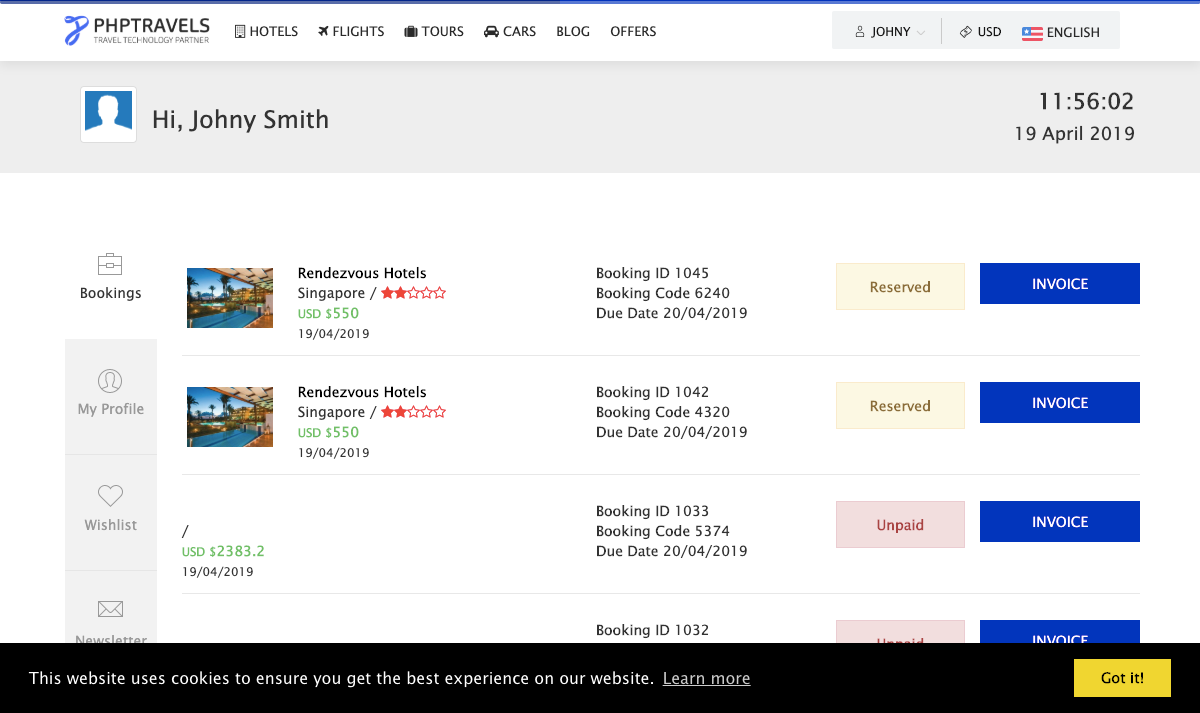 PHPTRAVELS
TRAVEL TECHNOLOGY PARTNER
HOTELS FLIGHTS TOURS CARS BLOG OFFERS
JOHNY USD ENGLISH
Hi, Johny Smith
11:56:02
19 April 2019
Bookings
My Profile
Wishlist
Newsletter
Rendezvous Hotels
Singapore /
USD $550
19/04/2019
Booking ID 1045
Booking Code 6240
Due Date 20/04/2019
Reserved
INVOICE
Rendezvous Hotels
Singapore /
USD $550
19/04/2019
Booking ID 1042
Booking Code 4320
Due Date 20/04/2019
Reserved
INVOICE
/
USD $2383.2
19/04/2019
Booking ID 1033
Booking Code 5374
Due Date 20/04/2019
Unpaid
INVOICE
Booking ID 1032
Unpaid
INVOICE
This website uses cookies to ensure you get the best experience on our website. Learn more
Got it!